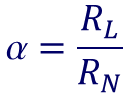 α = R_L / R_N